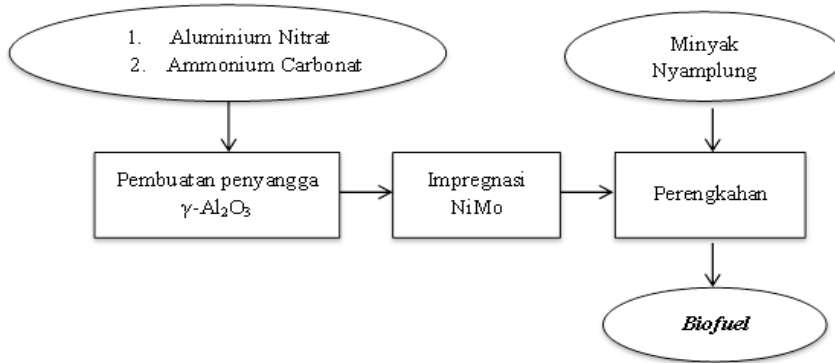 1. Aluminium Nitrat
2. Ammonium Carbonat
Minyak
Nyamplung
Pembuatan penyangga
γ-Al₂O₃
Impregnasi
NiMo
Perengkahan
Biofuel